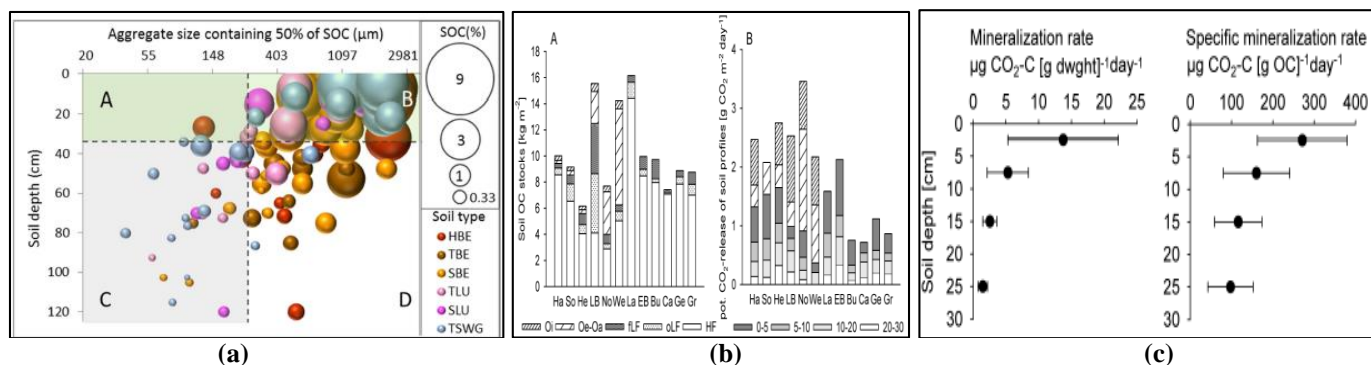 Aggregate size containing 50% of SOC (µm)
20 55 148 403 1097 2981
Soil depth (cm)
0
20
40
60
80
100
120
A
B
C
D
SOC(%)
9
3
1
0.33
Soil type
HBE
TBE
SBE
TLU
SLU
TSWG
(a)
A
Soil OC stocks [kg m⁻²]
18
16
14
12
10
8
6
4
2
0
Ha So He LB No We La EB Bu Ca Ge Gr
Oi Oe-Oa fLF oLF HF
B
pot. CO₂-release of soil profiles [g CO₂ m⁻² day⁻¹]
4
3
2
1
0
Ha So He LB No We La EB Bu Ca Ge Gr
0-5 5-10 10-20 20-30
(b)
Mineralization rate
µg CO₂-C [g dwght]⁻¹day⁻¹
0 5 10 15 20 25
Soil depth [cm]
0
5
10
15
20
25
30
Specific mineralization rate
µg CO₂-C [g OC]⁻¹day⁻¹
0 100 200 300 400
0
5
10
15
20
25
30
(c)